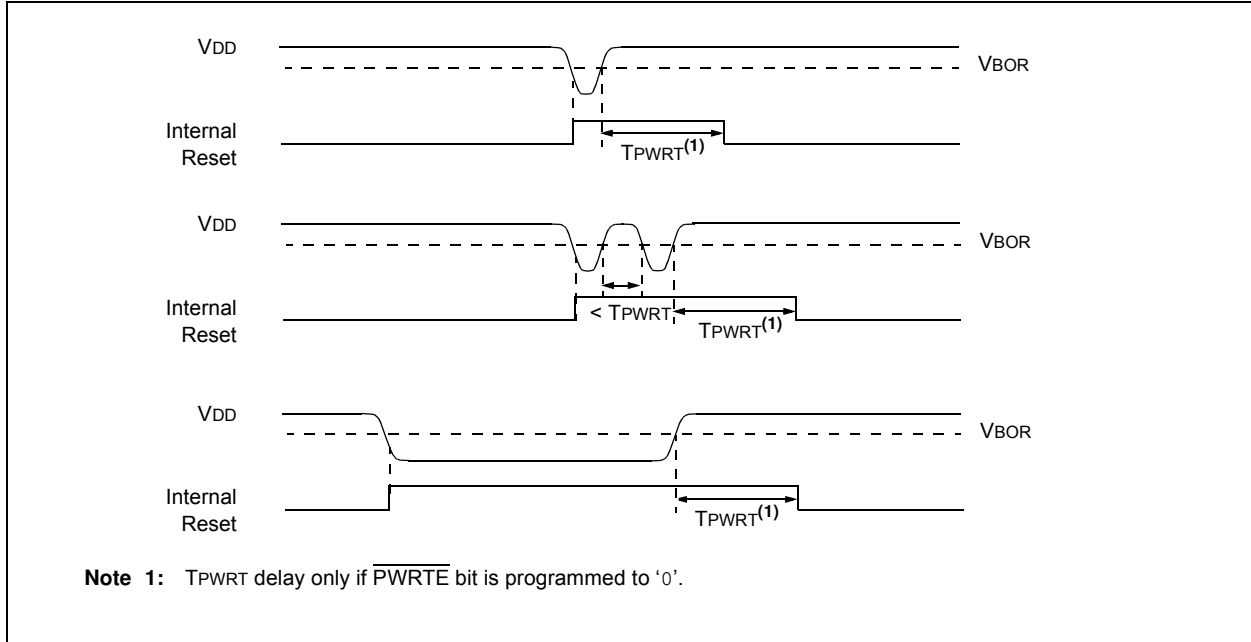 VDD
VBOR
Internal
Reset
TPWRT(1)
VDD
VBOR
Internal
Reset
< TPWRT
TPWRT(1)
VDD
VBOR
Internal
Reset
TPWRT(1)
Note 1: TPWRT delay only if PWRTE bit is programmed to ‘0’.